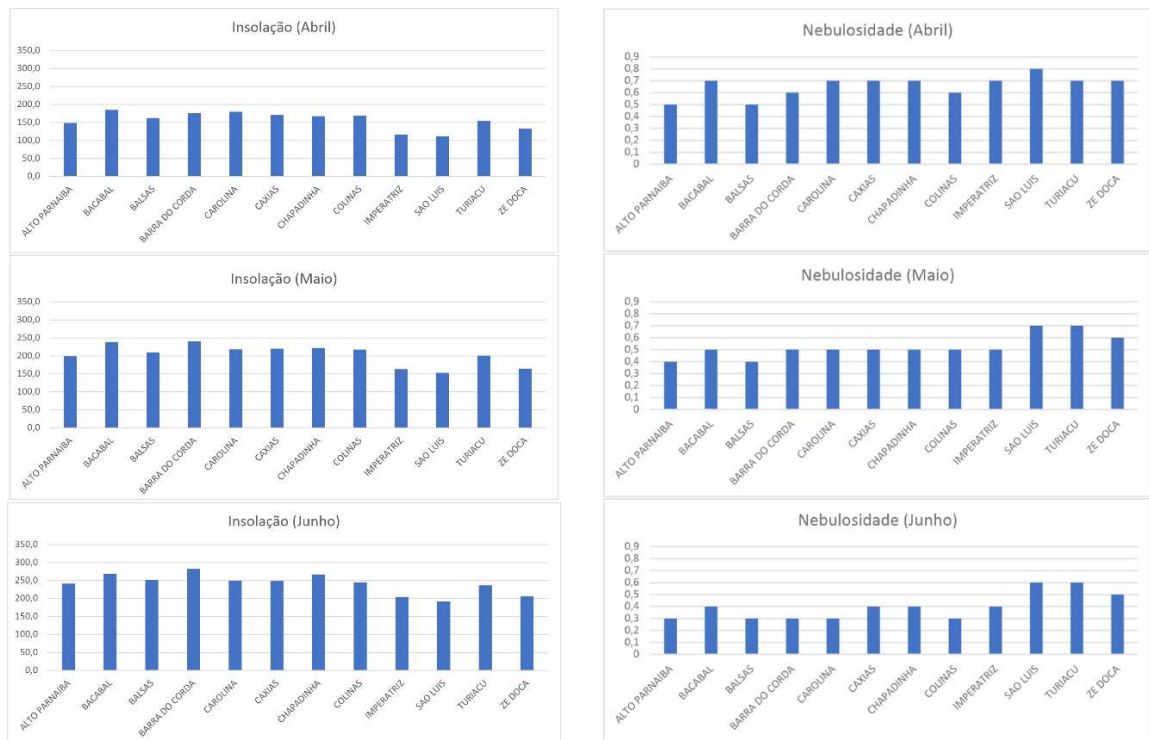 Insolação (Abril)
350,0
300,0
250,0
200,0
150,0
100,0
50,0
0,0
ALTO PARNAIBA
BACABAL
BALSAS
BARRA DO CORDA
CAROLINA
CAXIAS
CHAPADINHA
COLINAS
IMPERATRIZ
SAO LUIS
TURIACU
ZE DOCA
Nebulosidade (Abril)
0,9
0,8
0,7
0,6
0,5
0,4
0,3
0,2
0,1
0
ALTO PARNAIBA
BACABAL
BALSAS
BARRA DO CORDA
CAROLINA
CAXIAS
CHAPADINHA
COLINAS
IMPERATRIZ
SAO LUIS
TURIACU
ZE DOCA
Insolação (Maio)
350,0
300,0
250,0
200,0
150,0
100,0
50,0
0,0
ALTO PARNAIBA
BACABAL
BALSAS
BARRA DO CORDA
CAROLINA
CAXIAS
CHAPADINHA
COLINAS
IMPERATRIZ
SAO LUIS
TURIACU
ZE DOCA
Nebulosidade (Maio)
0,9
0,8
0,7
0,6
0,5
0,4
0,3
0,2
0,1
0
ALTO PARNAIBA
BACABAL
BALSAS
BARRA DO CORDA
CAROLINA
CAXIAS
CHAPADINHA
COLINAS
IMPERATRIZ
SAO LUIS
TURIACU
ZE DOCA
Insolação (Junho)
350,0
300,0
250,0
200,0
150,0
100,0
50,0
0,0
ALTO PARNAIBA
BACABAL
BALSAS
BARRA DO CORDA
CAROLINA
CAXIAS
CHAPADINHA
COLINAS
IMPERATRIZ
SAO LUIS
TURIACU
ZE DOCA
Nebulosidade (Junho)
0,9
0,8
0,7
0,6
0,5
0,4
0,3
0,2
0,1
0
ALTO PARNAIBA
BACABAL
BALSAS
BARRA DO CORDA
CAROLINA
CAXIAS
CHAPADINHA
COLINAS
IMPERATRIZ
SAO LUIS
TURIACU
ZE DOCA